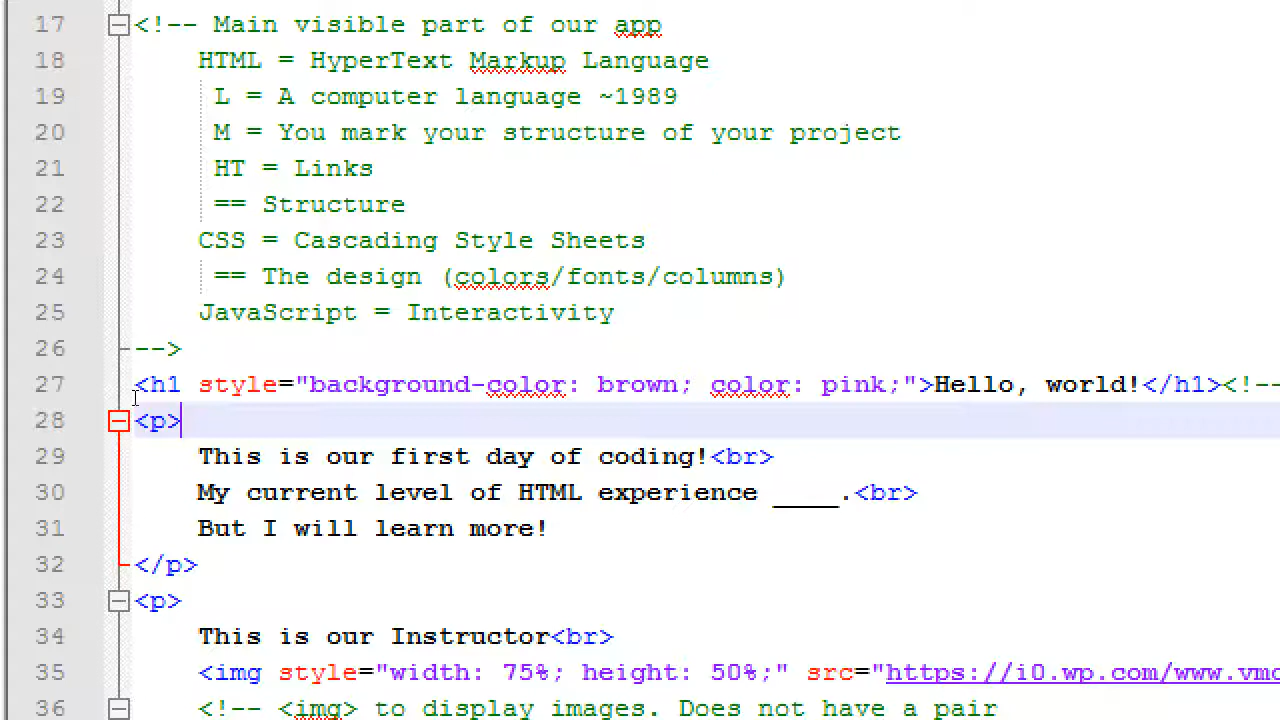 17 <!-- Main visible part of our app
18 HTML = HyperText Markup Language
19 L = A computer language ~1989
20 M = You mark your structure of your project
21 HT = Links
22 == Structure
23 CSS = Cascading Style Sheets
24 == The design (colors/fonts/columns)
25 JavaScript = Interactivity
26 -->
27 <h1 style="background-color: brown; color: pink;">Hello, world!</h1><!--
28 <p>
29 This is our first day of coding!<br>
30 My current level of HTML experience ____.<br>
31 But I will learn more!
32 </p>
33 <p>
34 This is our Instructor<br>
35 <img style="width: 75%; height: 50%;" src="https://i0.wp.com/www.vmc
36 <!-- <img> to display images. Does not have a pair